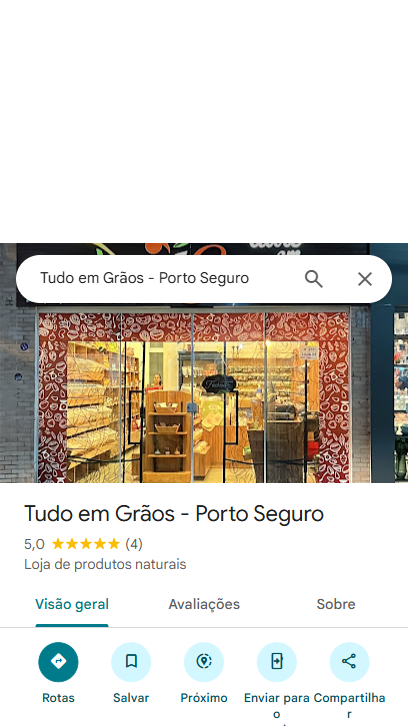 Tudo em Grãos - Porto Seguro
Tudo em Grãos - Porto Seguro
5,0 (4)
Loja de produtos naturais
Visão geral Avaliações Sobre
Rotas Salvar Próximo Enviar para o Compartilhar